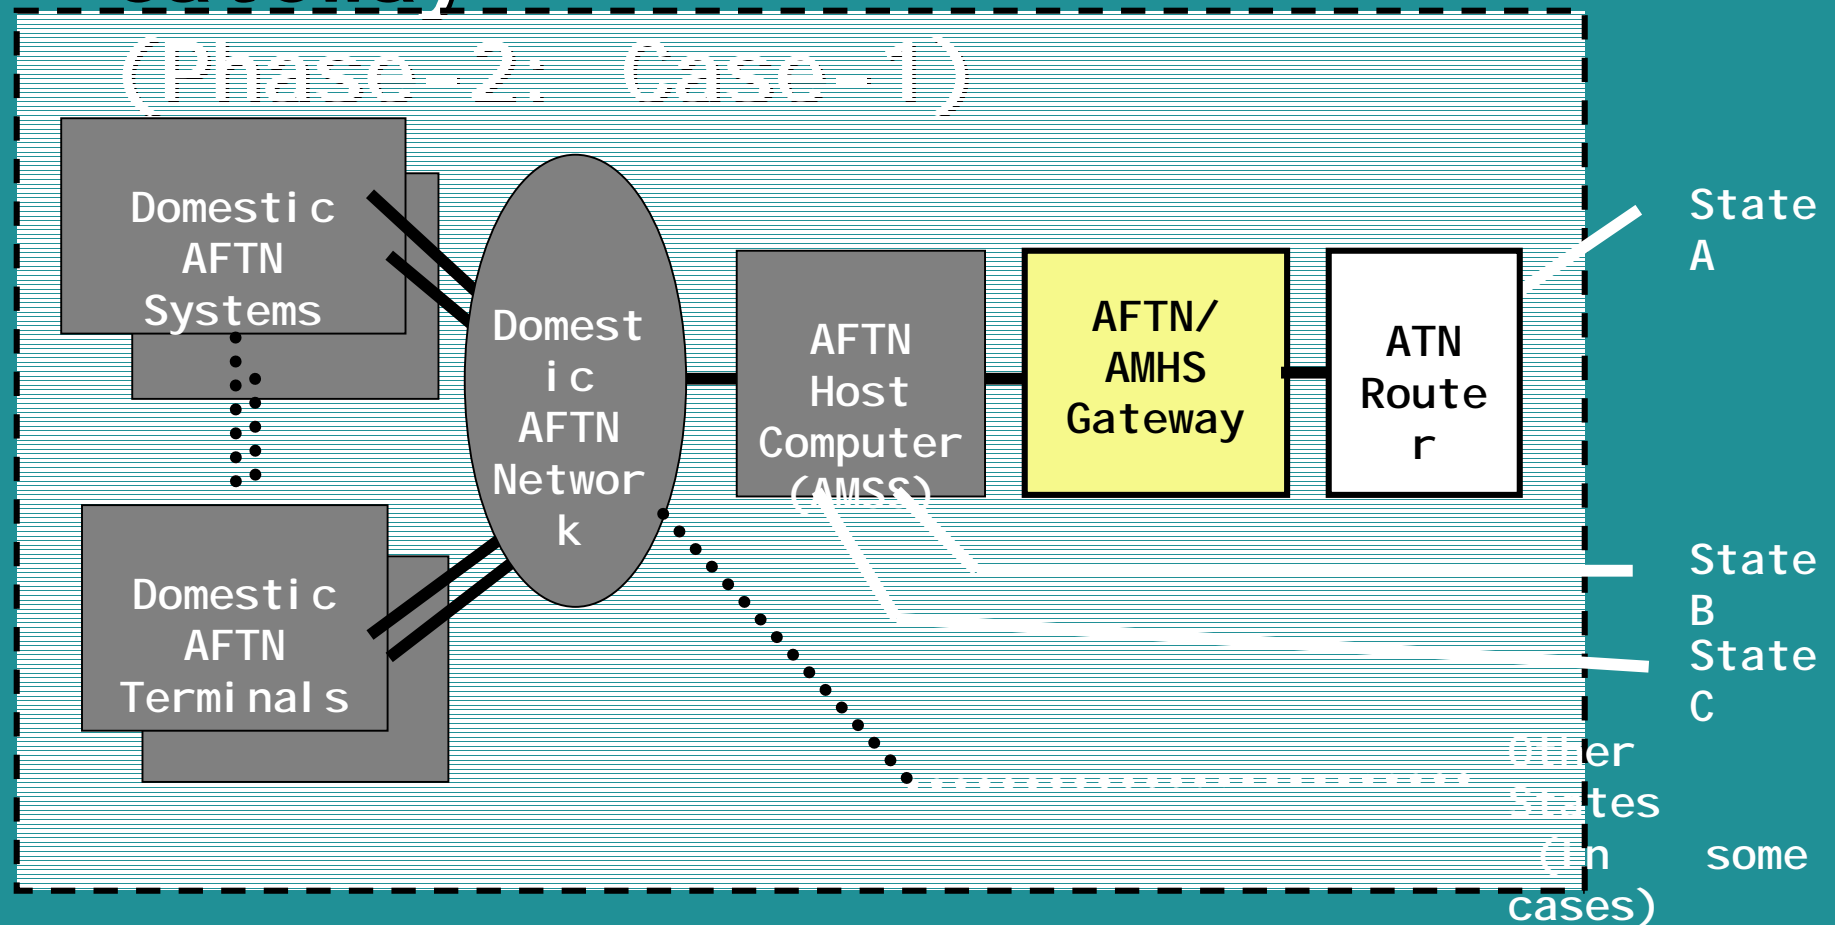 (Phase-2: Case-1)
Domestic
AFTN
Systems
Domest
ic
AFTN
Networ
k
AFTN
Host
Computer
(AMSS)
AFTN/
AMHS
Gateway
ATN
Route
r
State
A
Domestic
AFTN
Terminals
State
B
State
C
Other
States
(In some
cases)